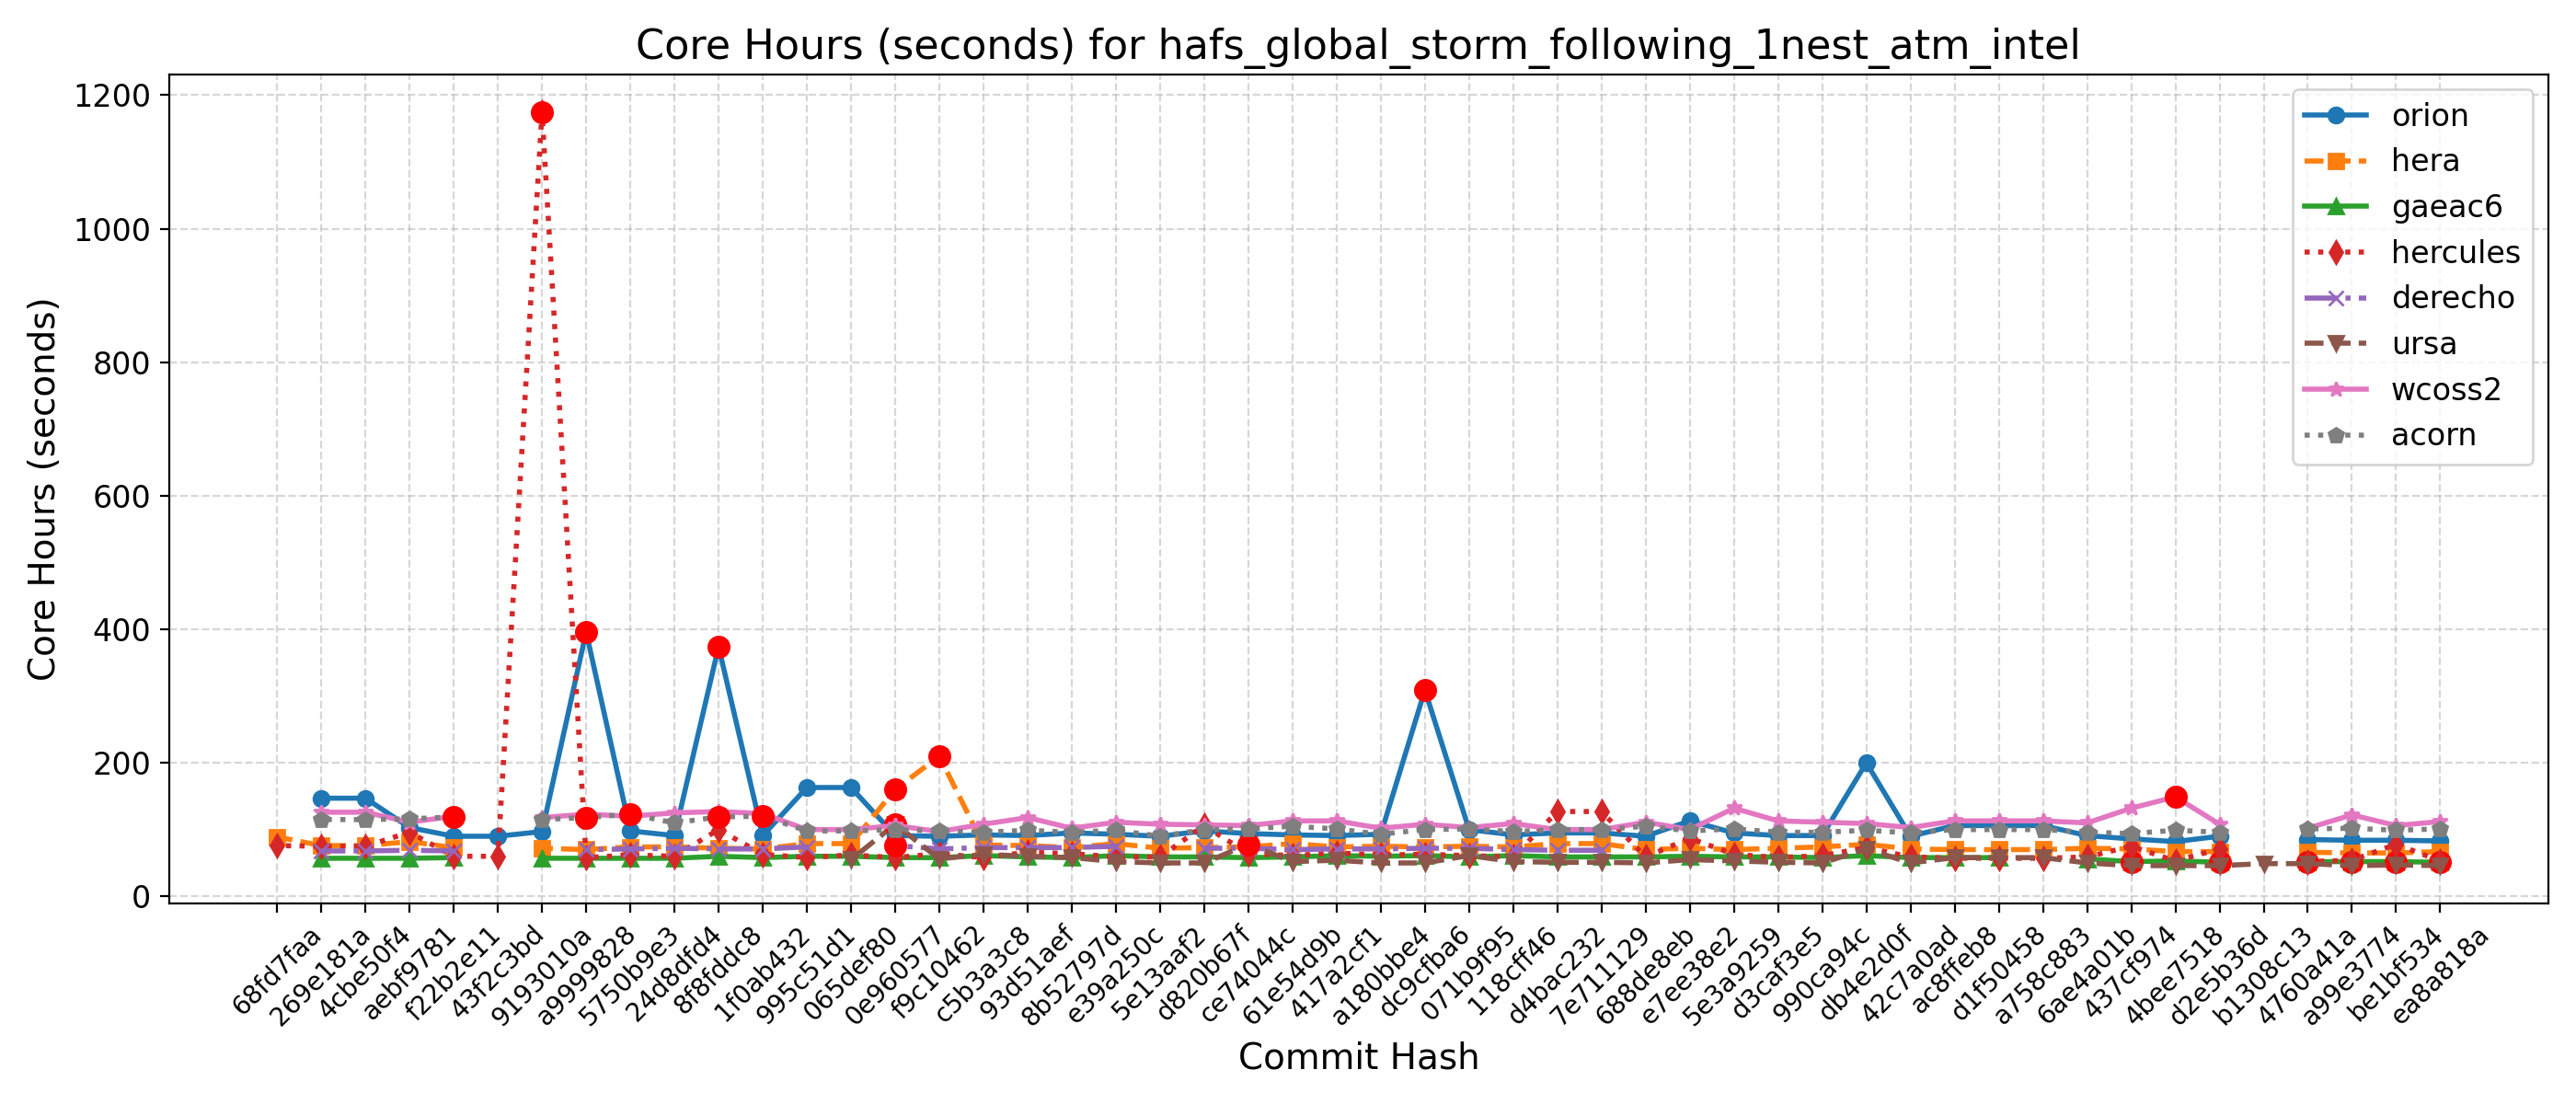 Core Hours (seconds) for hafs_global_storm_following_1nest_atm_intel
Core Hours (seconds)
1200
1000
800
600
400
200
0
orion
hera
gaeac6
hercules
derecho
ursa
wcoss2
acorn
68fd7faa
269e181a
4cbe50f4
aebf9781
f22b2e11
43f2c3bd
9193010a
a9999828
5750b9e3
24d8dfd4
8f8fddc8
1f0ab432
995c51d1
065def80
0e960577
f9c10462
c5b3a3c8
93d51aef
8b52797d
e39a250c
5e13aaf2
d820b67f
ce74044c
61e54d9b
417a2cf1
a180bbe4
dc9cfba6
071b9f95
118cff46
d4bac232
7e711129
688de8eb
e7ee38e2
5e3a9259
d3caf3e5
990ca94c
db4e2d0f
42c7a0ad
ac8ffeb8
d1f50458
a758c883
6ae4a01b
437cf974
4bee7518
d2e5b36d
b1308c13
4760a41a
a99e3774
be1bf534
ea8a818a
Commit Hash